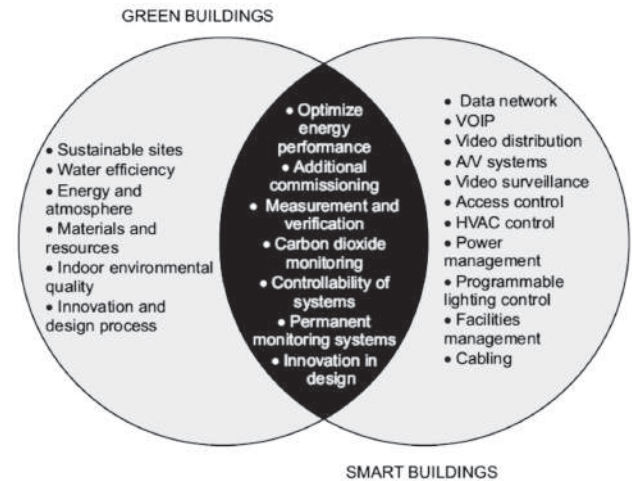 GREEN BUILDINGS
• Sustainable sites
• Water efficiency
• Energy and
atmosphere
• Materials and
resources
• Indoor environmental
quality
• Innovation and
design process
• Optimize
energy
performance
• Additional
commissioning
• Measurement and
verification
• Carbon dioxide
monitoring
• Controllability of
systems
• Permanent
monitoring systems
• Innovation in
design
• Data network
• VOIP
• Video distribution
• A/V systems
• Video surveillance
• Access control
• HVAC control
• Power
management
• Programmable
lighting control
• Facilities
management
• Cabling
SMART BUILDINGS